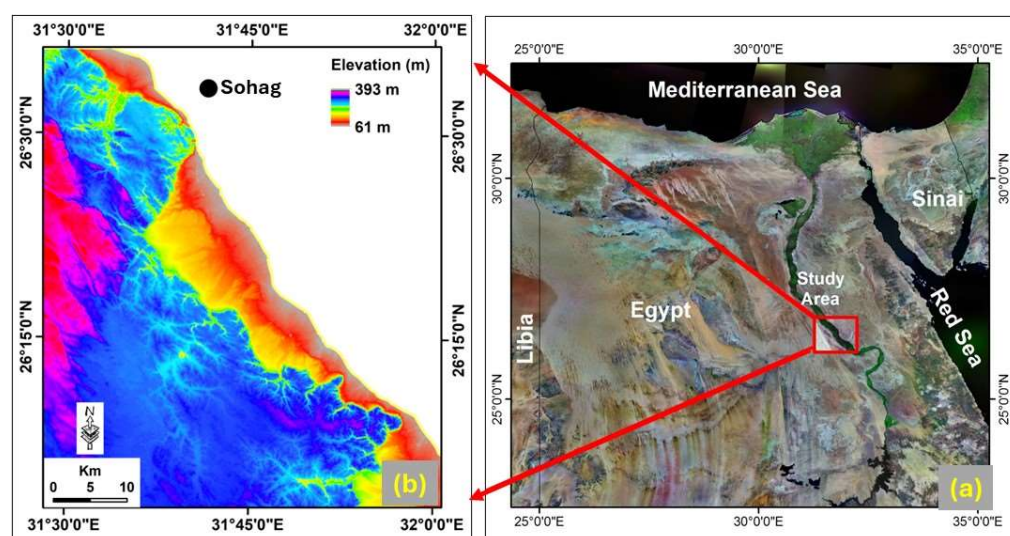 31°30'0"E
31°45'0"E
32°0'0"E
Sohag
Elevation (m)
393 m
61 m
26°30'0"N
26°30'0"N
26°15'0"N
26°15'0"N
N
Km
0 5 10
(b)
31°30'0"E
31°45'0"E
32°0'0"E
25°0'0"E
30°0'0"E
35°0'0"E
Mediterranean Sea
30°0'0"N
30°0'0"N
Sinai
Study
Area
Egypt
Libia
Red Sea
25°0'0"N
25°0'0"N
(a)
25°0'0"E
30°0'0"E
35°0'0"E